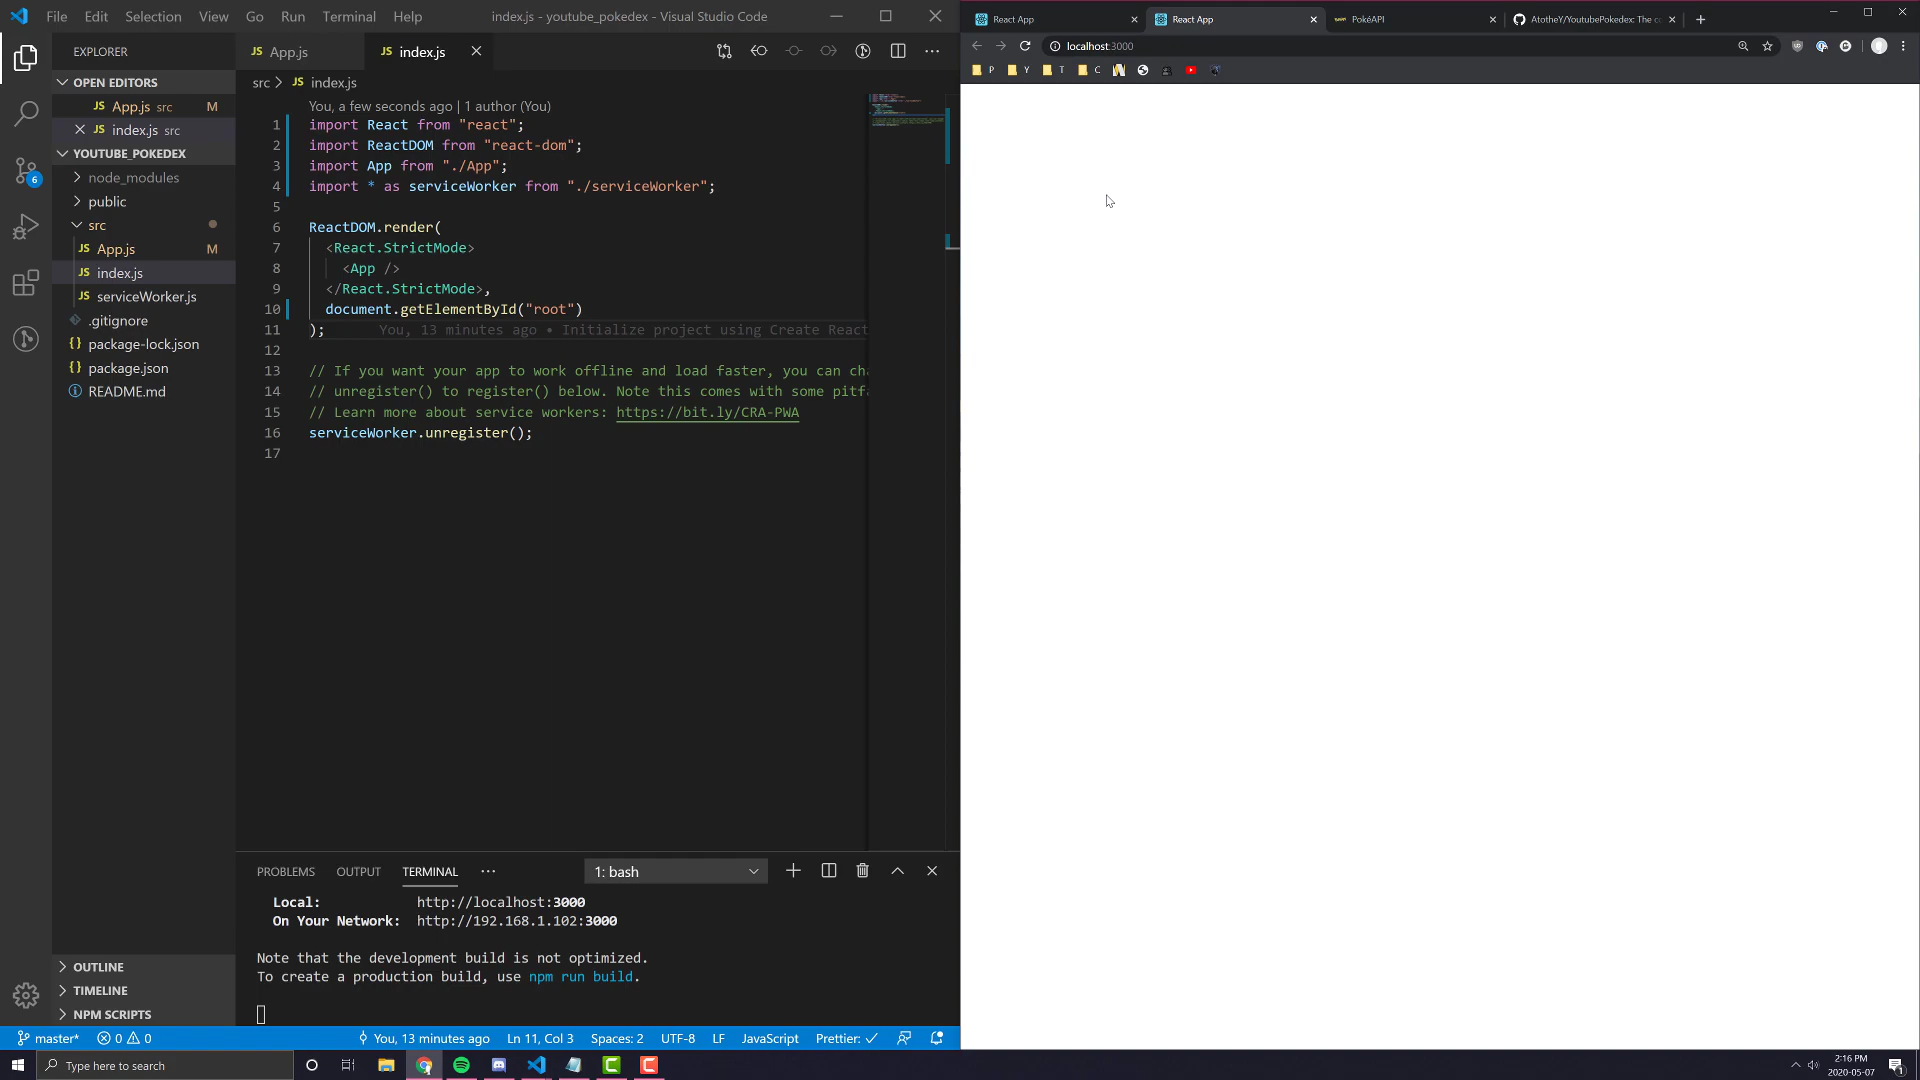 File Edit Selection View Go Run Terminal Help
index.js - youtube_pokedex - Visual Studio Code
EXPLORER
OPEN EDITORS
JS App.js src M
JS index.js src
YOUTUBE_POKEDEX
node_modules
public
src
JS App.js M
JS index.js
JS serviceWorker.js
.gitignore
{} package-lock.json
{} package.json
README.md
OUTLINE
TIMELINE
NPM SCRIPTS
6
JS App.js
JS index.js
src > JS index.js
You, a few seconds ago | 1 author (You)
1 import React from "react";
2 import ReactDOM from "react-dom";
3 import App from "./App";
4 import * as serviceWorker from "./serviceWorker";
5
6 ReactDOM.render(
7 <React.StrictMode>
8 <App />
9 </React.StrictMode>,
10 document.getElementById("root")
11 ); You, 13 minutes ago • Initialize project using Create React
12
13 // If you want your app to work offline and load faster, you can cha
14 // unregister() to register() below. Note this comes with some pitfa
15 // Learn more about service workers: https://bit.ly/CRA-PWA
16 serviceWorker.unregister();
17
PROBLEMS OUTPUT TERMINAL ··· 1: bash
Local: http://localhost:3000
On Your Network: http://192.168.1.102:3000
Note that the development build is not optimized.
To create a production build, use npm run build.
master* 0 0 You, 13 minutes ago Ln 11, Col 3 Spaces: 2 UTF-8 LF JavaScript Prettier: ✓
React App
React App
PokéAPI
AtotheY/YoutubePokedex: The co
localhost:3000
P Y T C
Type here to search
2:16 PM
2020-05-07
1